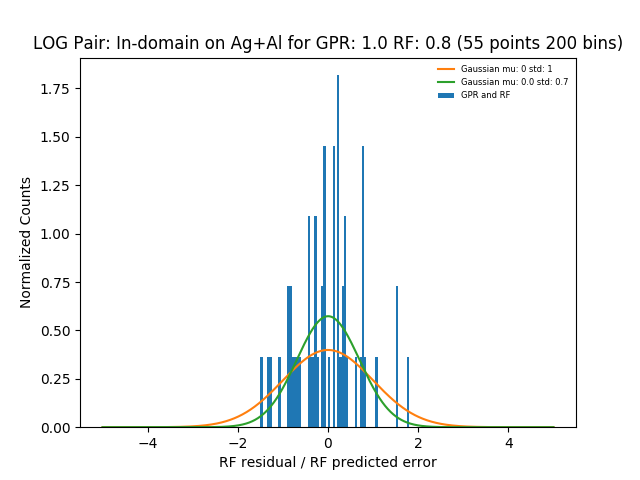 LOG Pair: In-domain on Ag+Al for GPR: 1.0 RF: 0.8 (55 points 200 bins)
Gaussian mu: 0 std: 1
Gaussian mu: 0.0 std: 0.7
GPR and RF
Normalized Counts
1.75
1.50
1.25
1.00
0.75
0.50
0.25
0.00
−4 −2 0 2 4
RF residual / RF predicted error